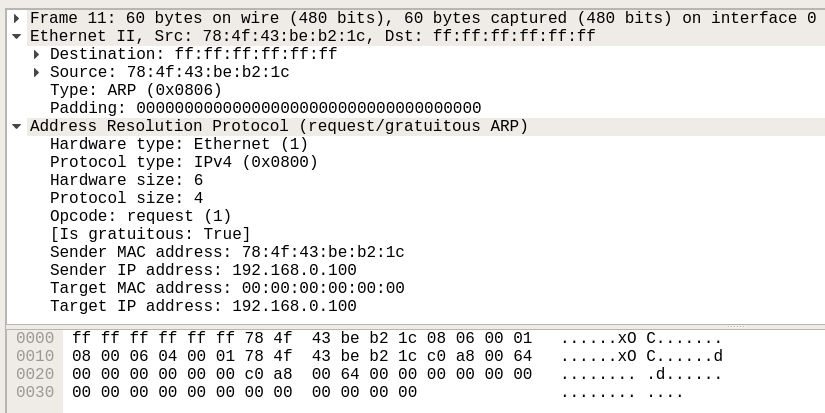 Frame 11: 60 bytes on wire (480 bits), 60 bytes captured (480 bits) on interface 0
Ethernet II, Src: 78:4f:43:be:b2:1c, Dst: ff:ff:ff:ff:ff:ff
Destination: ff:ff:ff:ff:ff:ff
Source: 78:4f:43:be:b2:1c
Type: ARP (0x0806)
Padding: 000000000000000000000000000000000000
Address Resolution Protocol (request/gratuitous ARP)
Hardware type: Ethernet (1)
Protocol type: IPv4 (0x0800)
Hardware size: 6
Protocol size: 4
Opcode: request (1)
[Is gratuitous: True]
Sender MAC address: 78:4f:43:be:b2:1c
Sender IP address: 192.168.0.100
Target MAC address: 00:00:00:00:00:00
Target IP address: 192.168.0.100
0000 ff ff ff ff ff ff 78 4f 43 be b2 1c 08 06 00 01 ......xO C.......
0010 08 00 06 04 00 01 78 4f 43 be b2 1c c0 a8 00 64 ......xO C......d
0020 00 00 00 00 00 00 c0 a8 00 64 00 00 00 00 00 00 ........ .d......
0030 00 00 00 00 00 00 00 00 00 00 00 00 ........ ....